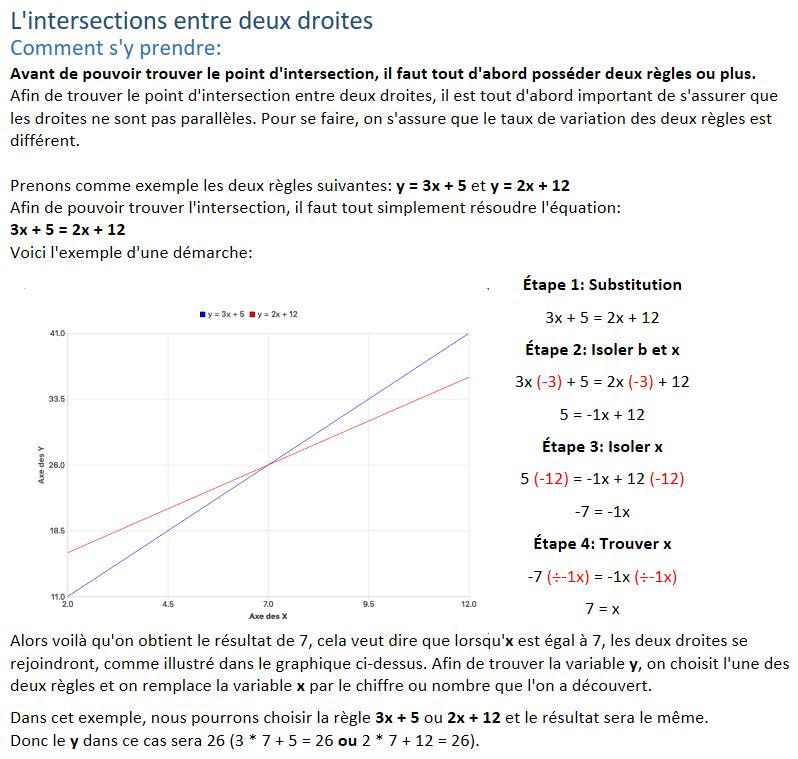 L'intersections entre deux droites
Comment s'y prendre:
Avant de pouvoir trouver le point d'intersection, il faut tout d'abord posséder deux règles ou plus.
Afin de trouver le point d'intersection entre deux droites, il est tout d'abord important de s'assurer que
les droites ne sont pas parallèles. Pour se faire, on s'assure que le taux de variation des deux règles est
différent.
Prenons comme exemple les deux règles suivantes: y = 3x + 5 et y = 2x + 12
Afin de pouvoir trouver l'intersection, il faut tout simplement résoudre l'équation:
3x + 5 = 2x + 12
Voici l'exemple d'une démarche:
y = 3x + 5 y = 2x + 12
41.0
33.5
26.0
18.5
11.0
Axe des Y
2.0 4.5 7.0 9.5 12.0
Axe des X
Étape 1: Substitution
3x + 5 = 2x + 12
Étape 2: Isoler b et x
3x (-3) + 5 = 2x (-3) + 12
5 = -1x + 12
Étape 3: Isoler x
5 (-12) = -1x + 12 (-12)
-7 = -1x
Étape 4: Trouver x
-7 (÷-1x) = -1x (÷-1x)
7 = x
Alors voilà qu'on obtient le résultat de 7, cela veut dire que lorsqu'x est égal à 7, les deux droites se
rejoindront, comme illustré dans le graphique ci-dessus. Afin de trouver la variable y, on choisit l'une des
deux règles et on remplace la variable x par le chiffre ou nombre que l'on a découvert.
Dans cet exemple, nous pourrons choisir la règle 3x + 5 ou 2x + 12 et le résultat sera le même.
Donc le y dans ce cas sera 26 (3 * 7 + 5 = 26 ou 2 * 7 + 12 = 26).